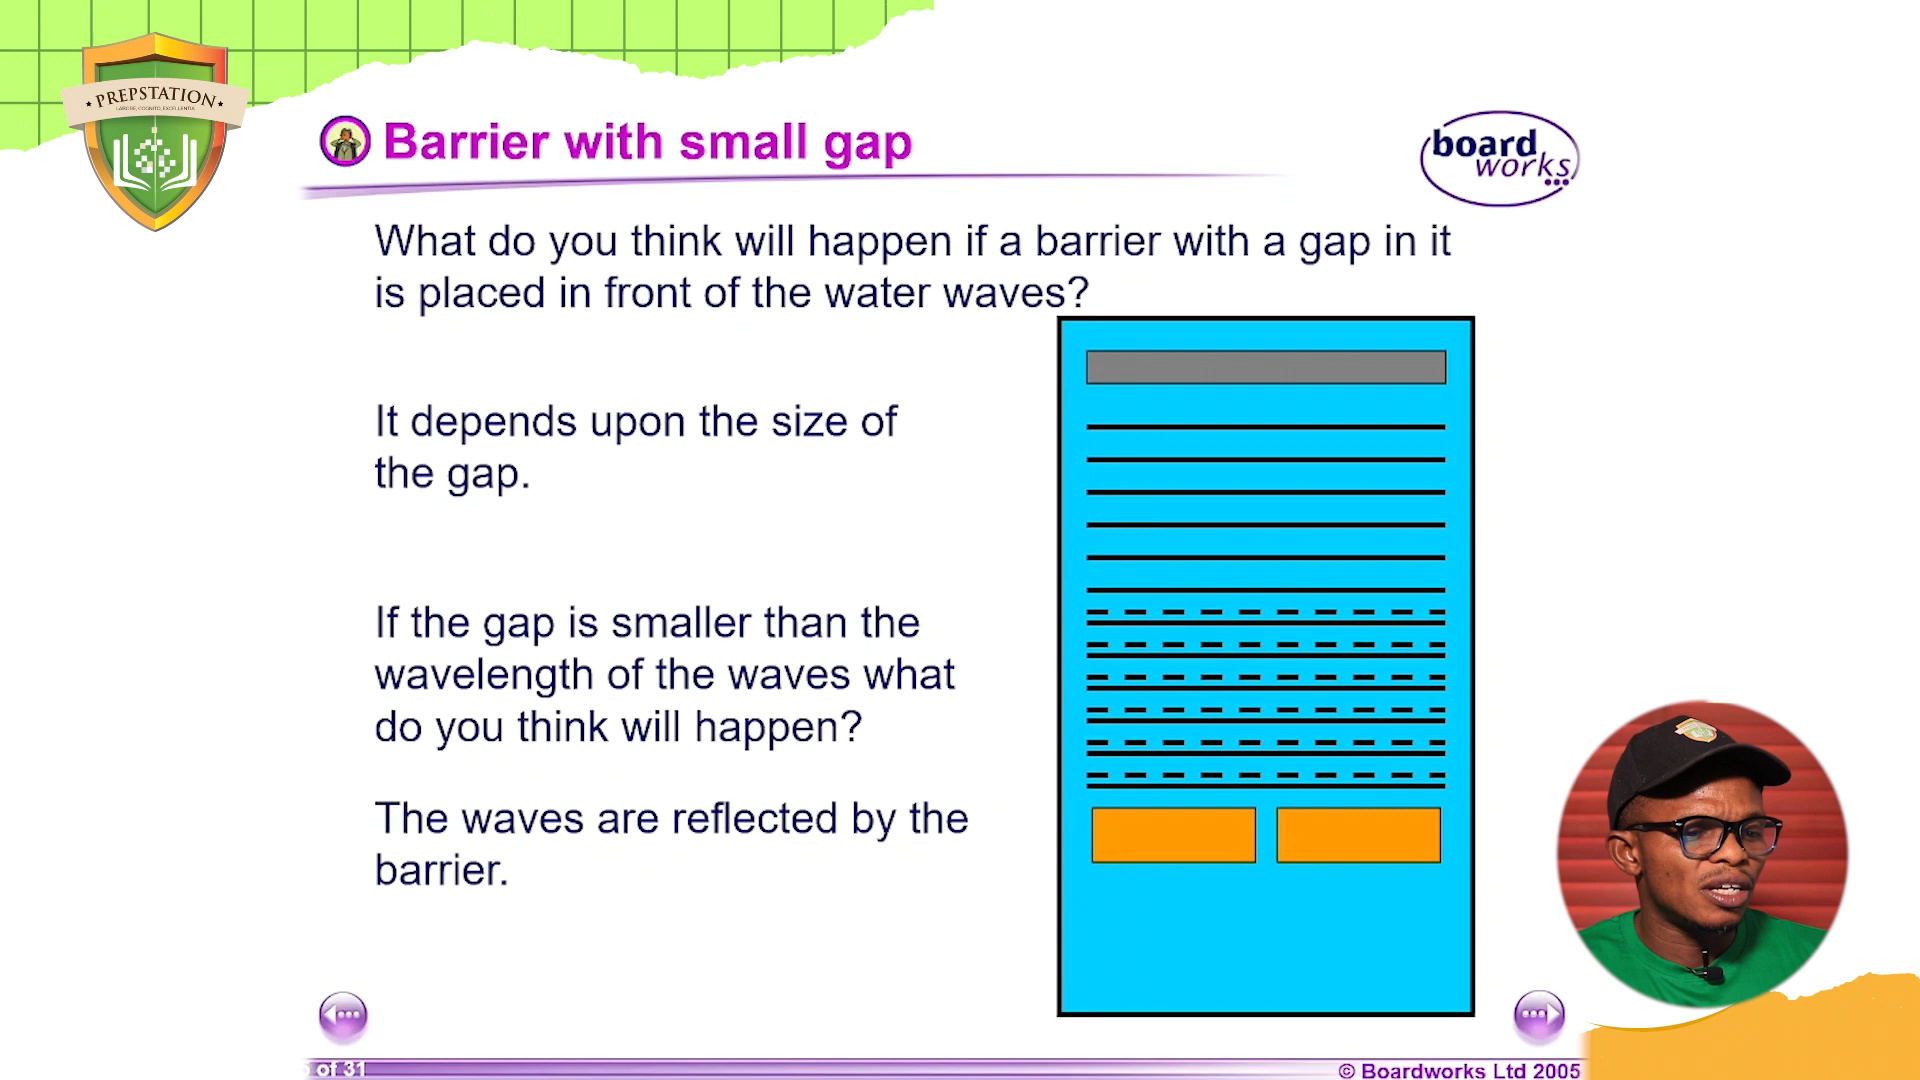 PREPSTATION
LABORE, COGNITIO, EXCELLENTIA
Barrier with small gap
board
works
What do you think will happen if a barrier with a gap in it
is placed in front of the water waves?
It depends upon the size of
the gap.
If the gap is smaller than the
wavelength of the waves what
do you think will happen?
The waves are reflected by the
barrier.
of 31
© Boardworks Ltd 2005